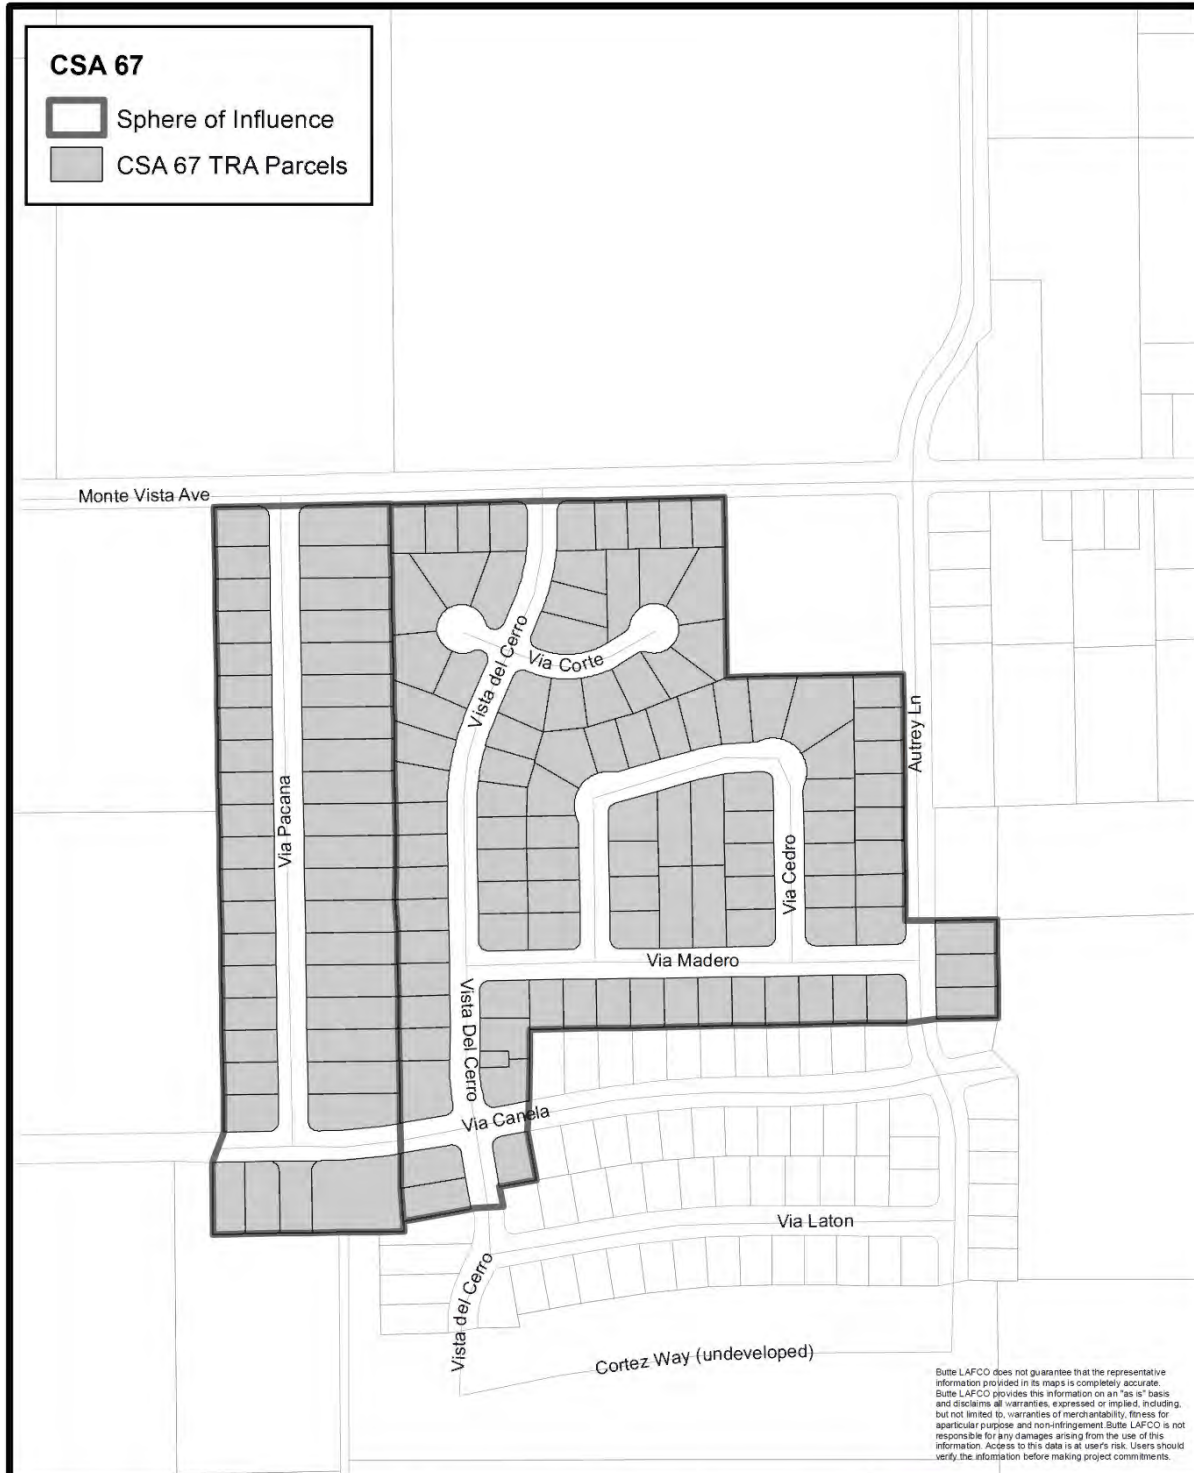 CSA 67
Sphere of Influence
CSA 67 TRA Parcels
Monte Vista Ave
Vista del Cerro
Via Corte
Autrey Ln
Via Pacana
Via Cedro
Via Madero
Vista Del Cerro
Via Canela
Via Laton
Vista del Cerro
Cortez Way (undeveloped)
Butte LAFCO does not guarantee that the representative
information provided in its maps is completely accurate.
Butte LAFCO provides this information on an "as is" basis
and disclaims all warranties, expressed or implied, including,
but not limited to, warranties of merchantability, fitness for
aparticular purpose and non-infringement.Butte LAFCO is not
responsible for any damages arising from the use of this
information. Access to this data is at user's risk. Users should
verify the information before making project commitments.